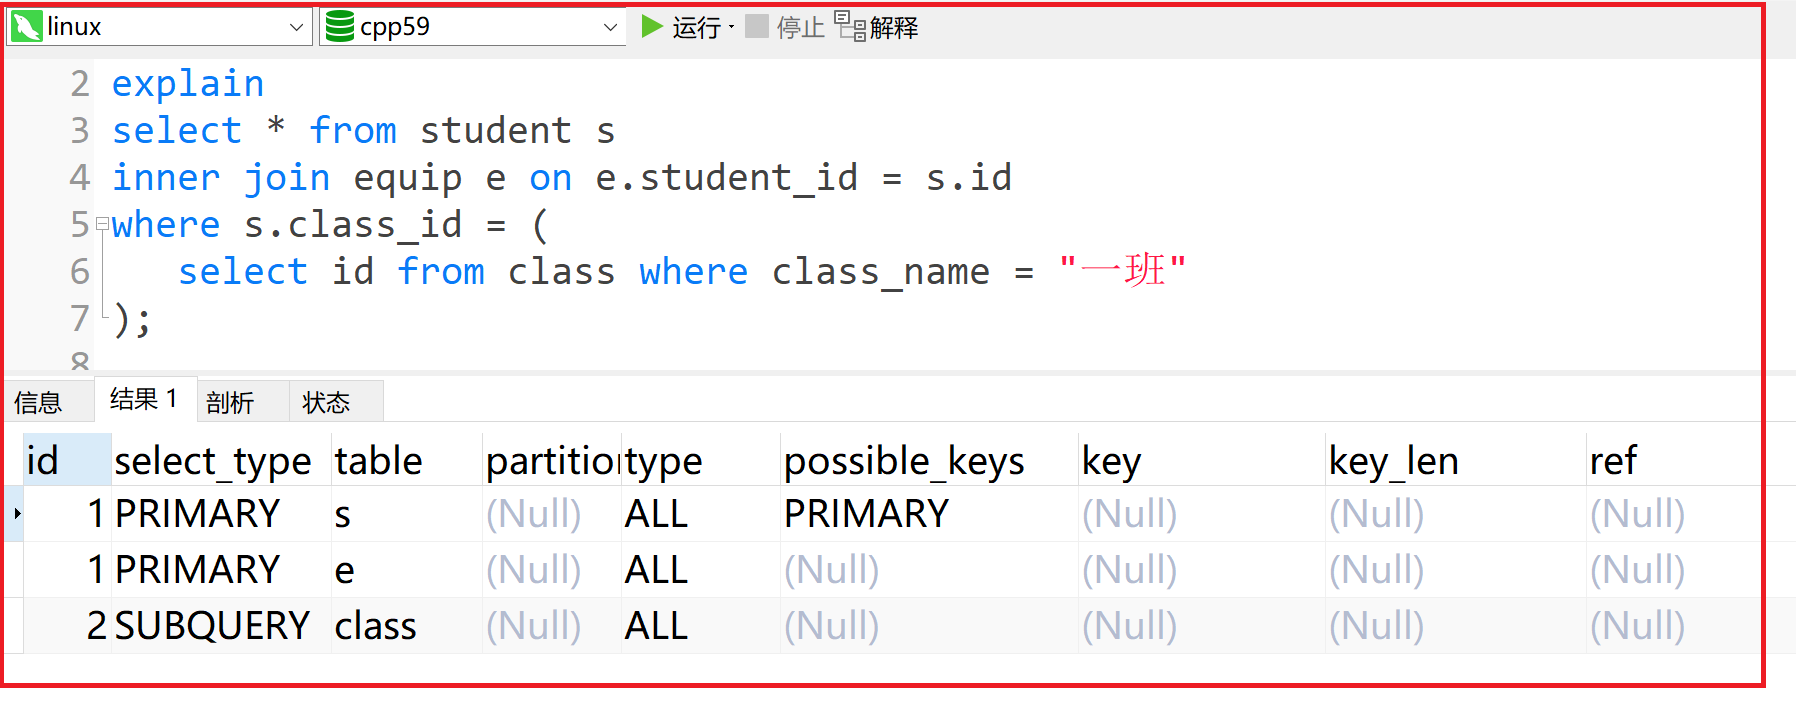 linux cpp59 运行 停止 解释
2 explain
3 select * from student s
4 inner join equip e on e.student_id = s.id
5 where s.class_id = (
6 select id from class where class_name = "一班"
7 );
8
信息 结果 1 剖析 状态
id select_type table partition type possible_keys key key_len ref
1 PRIMARY s (Null) ALL PRIMARY (Null) (Null) (Null)
1 PRIMARY e (Null) ALL (Null) (Null) (Null) (Null)
2 SUBQUERY class (Null) ALL (Null) (Null) (Null) (Null)